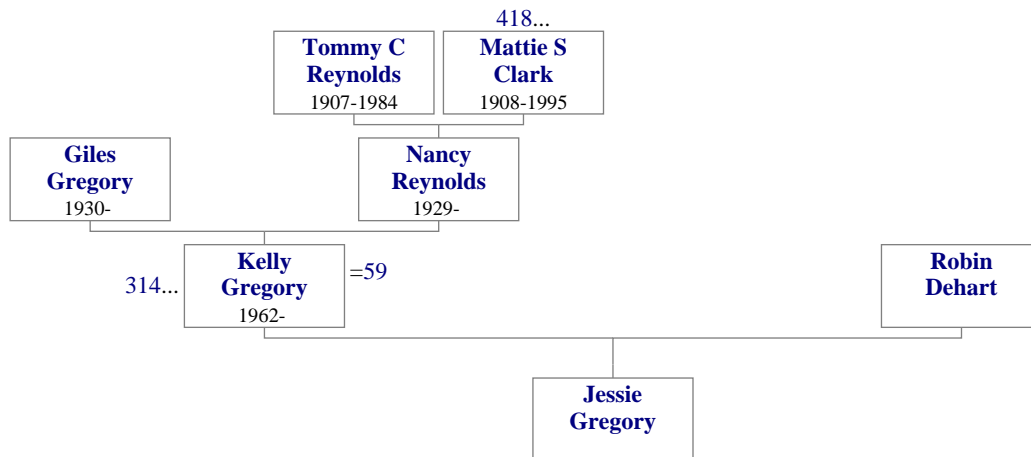 418...
Tommy C
Reynolds
1907-1984
Mattie S
Clark
1908-1995
Giles
Gregory
1930-
Nancy
Reynolds
1929-
314...
Kelly
Gregory
1962-
=59
Robin
Dehart
Jessie
Gregory